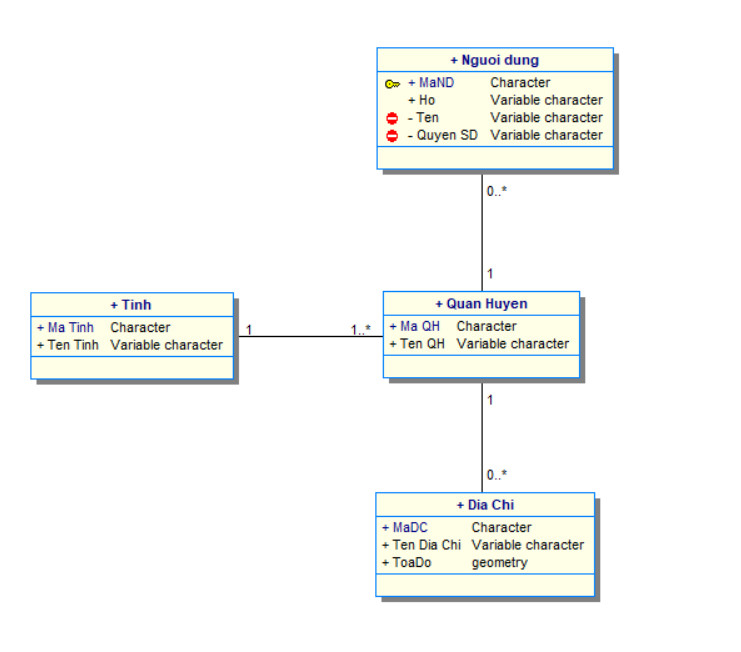 + Nguoi dung
+ MaND Character
+ Ho Variable character
- Ten Variable character
- Quyen SD Variable character
0..*
1
+ Tinh
+ Ma Tinh Character
+ Ten Tinh Variable character
1
1..*
+ Quan Huyen
+ Ma QH Character
+ Ten QH Variable character
1
0..*
+ Dia Chi
+ MaDC Character
+ Ten Dia Chi Variable character
+ ToaDo geometry